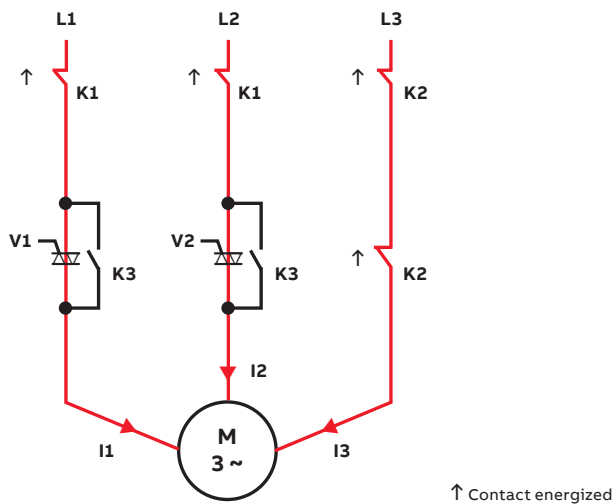 L1 L2 L3
↑ K1 ↑ K1 ↑ K2
V1 K3 V2 K3 ↑ K2
I2
I1 M I3
3 ~
↑ Contact energized